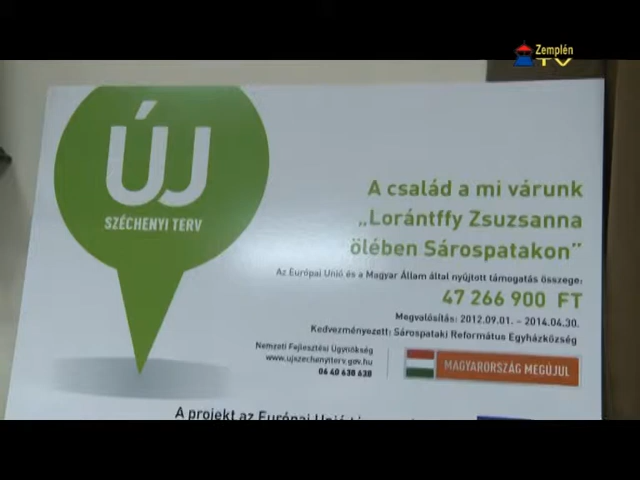 Zemplén
TV
ÚJ
SZÉCHENYI TERV
A család a mi várunk
„Lorántffy Zsuzsanna
ölében Sárospatakon”
Az Európai Unió és a Magyar Állam által nyújtott támogatás összege:
47 266 900 FT
Megvalósítás: 2012.09.01. – 2014.04.30.
Kedvezményezett: Sárospataki Református Egyházközség
Nemzeti Fejlesztési Ügynökség
www.ujszechenyiterv.gov.hu
06 40 638 638
MAGYARORSZÁG MEGÚJUL
A projekt az Európai Unió